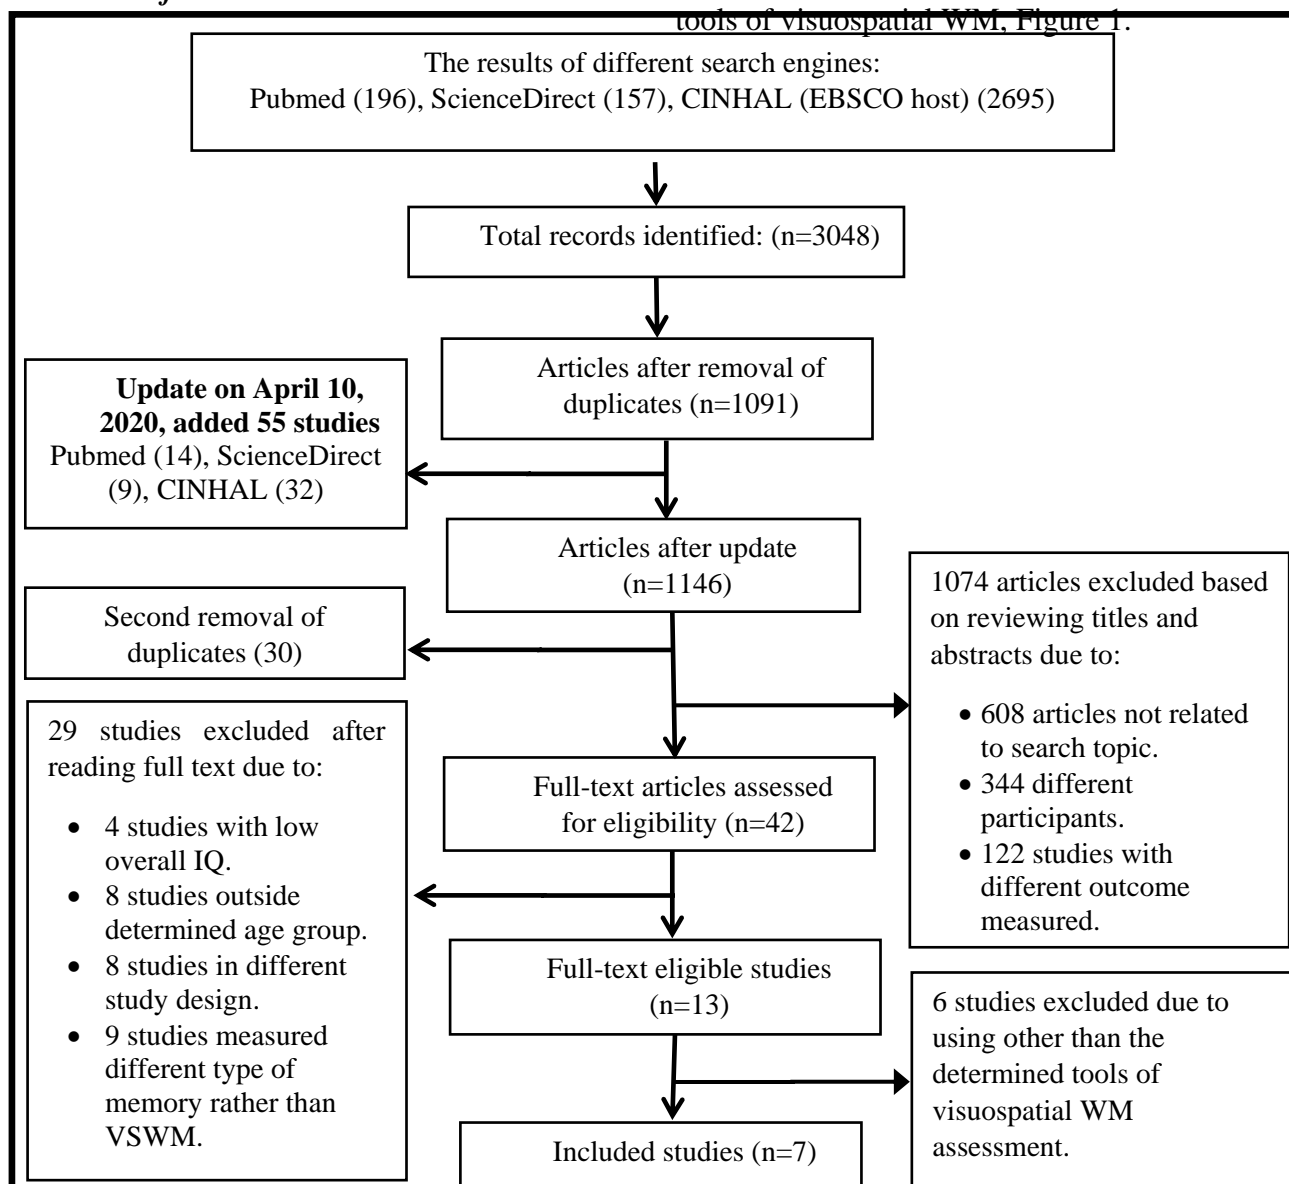 tools of visuospatial WM, Figure 1.
The results of different search engines:
Pubmed (196), ScienceDirect (157), CINHAL (EBSCO host) (2695)
Total records identified: (n=3048)
Articles after removal of
duplicates (n=1091)
Update on April 10,
2020, added 55 studies
Pubmed (14), ScienceDirect
(9), CINHAL (32)
Articles after update
(n=1146)
Second removal of
duplicates (30)
1074 articles excluded based
on reviewing titles and
abstracts due to:
• 608 articles not related
to search topic.
• 344 different
participants.
• 122 studies with
different outcome
measured.
Full-text articles assessed
for eligibility (n=42)
29 studies excluded after
reading full text due to:
• 4 studies with low
overall IQ.
• 8 studies outside
determined age group.
• 8 studies in different
study design.
• 9 studies measured
different type of
memory rather than
VSWM.
Full-text eligible studies
(n=13)
6 studies excluded due to
using other than the
determined tools of
visuospatial WM
assessment.
Included studies (n=7)